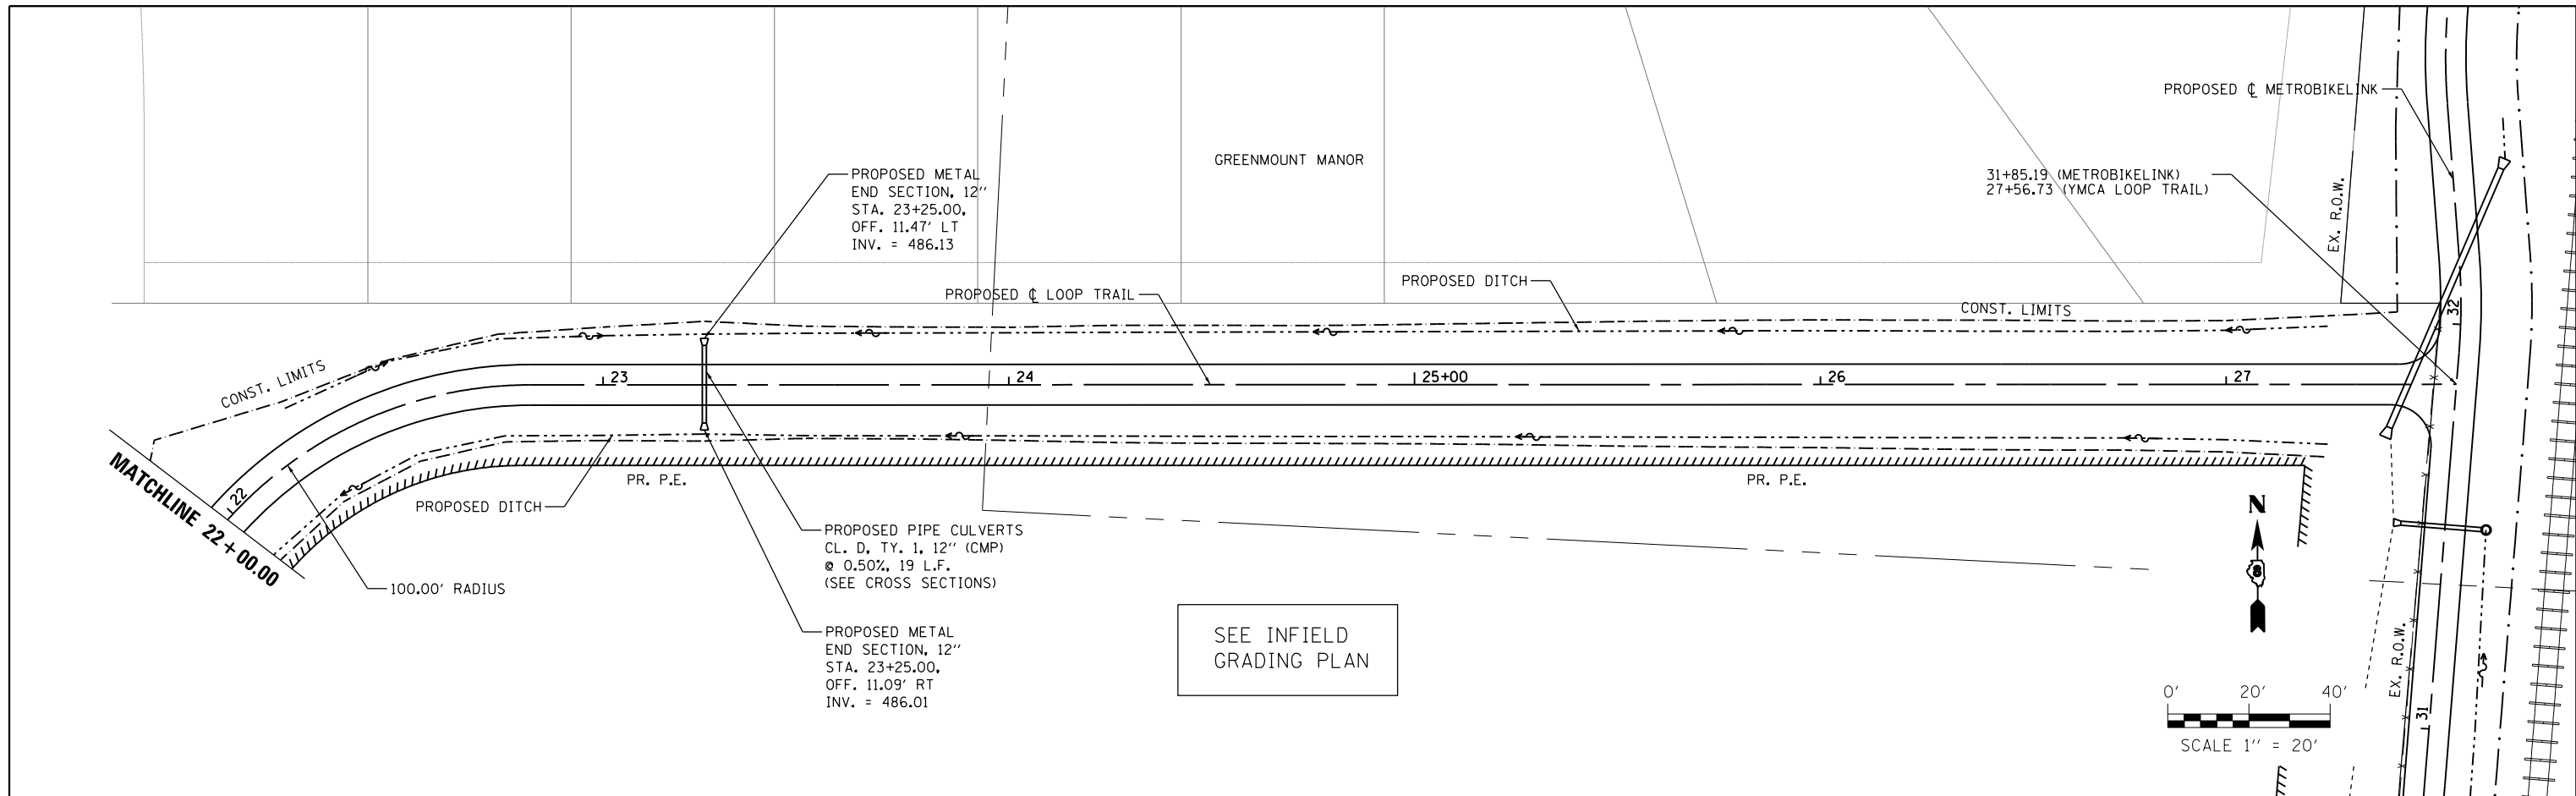 PROPOSED ℄ METROBIKELINK
GREENMOUNT MANOR
PROPOSED METAL
END SECTION, 12''
STA. 23+25.00,
OFF. 11.47' LT
INV. = 486.13
31+85.19 (METROBIKELINK)
27+56.73 (YMCA LOOP TRAIL)
EX. R.O.W.
PROPOSED ℄ LOOP TRAIL
PROPOSED DITCH
CONST. LIMITS
32
CONST. LIMITS
23
24
25+00
26
27
22
MATCHLINE 22+00.00
PR. P.E.
PR. P.E.
PROPOSED DITCH
100.00' RADIUS
PROPOSED PIPE CULVERTS
CL. D, TY. 1, 12'' (CMP)
@ 0.50%, 19 L.F.
(SEE CROSS SECTIONS)
N
PROPOSED METAL
END SECTION, 12''
STA. 23+25.00,
OFF. 11.09' RT
INV. = 486.01
SEE INFIELD
GRADING PLAN
EX. R.O.W.
31
0' 20' 40'
SCALE 1'' = 20'